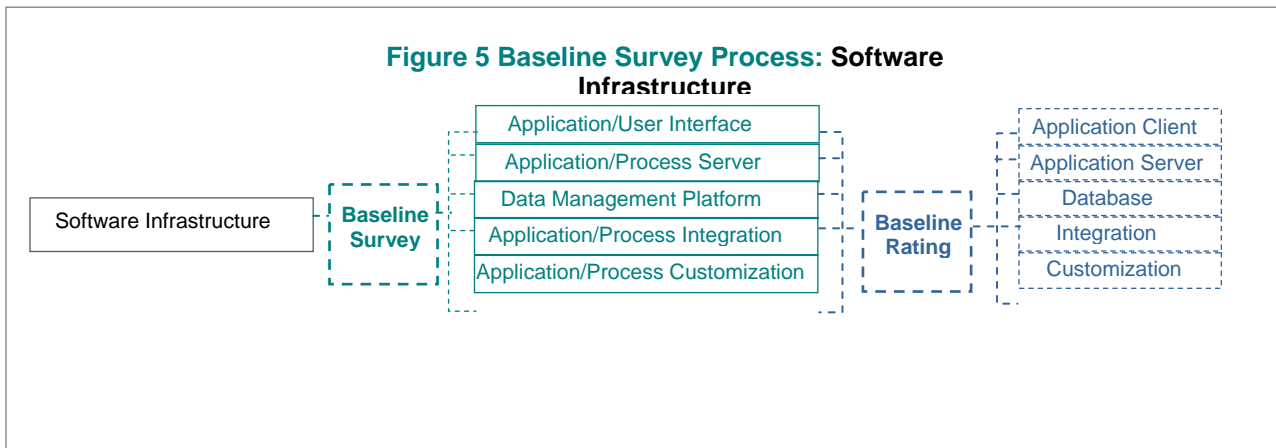 Figure 5 Baseline Survey Process: Software
Infrastructure
Software Infrastructure
Baseline
Survey
Application/User Interface
Application/Process Server
Data Management Platform
Application/Process Integration
Application/Process Customization
Baseline
Rating
Application Client
Application Server
Database
Integration
Customization